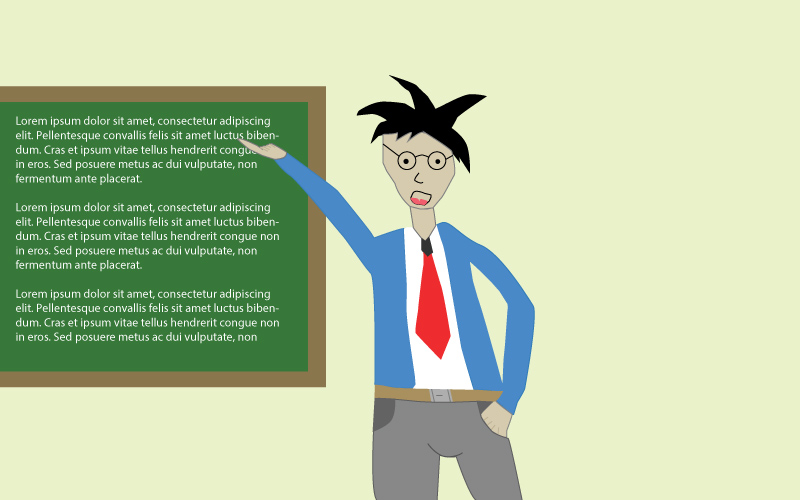 Lorem ipsum dolor sit amet, consectetur adipiscing
elit. Pellentesque convallis felis sit amet luctus biben-
dum. Cras et ipsum vitae tellus hendrerit congue
in eros. Sed posuere metus ac dui vulputate, non
fermentum ante placerat.
Lorem ipsum dolor sit amet, consectetur adipiscing
elit. Pellentesque convallis felis sit amet luctus biben-
dum. Cras et ipsum vitae tellus hendrerit congue non
in eros. Sed posuere metus ac dui vulputate, non
fermentum ante placerat.
Lorem ipsum dolor sit amet, consectetur adipiscing
elit. Pellentesque convallis felis sit amet luctus biben-
dum. Cras et ipsum vitae tellus hendrerit congue non
in eros. Sed posuere metus ac dui vulputate, non